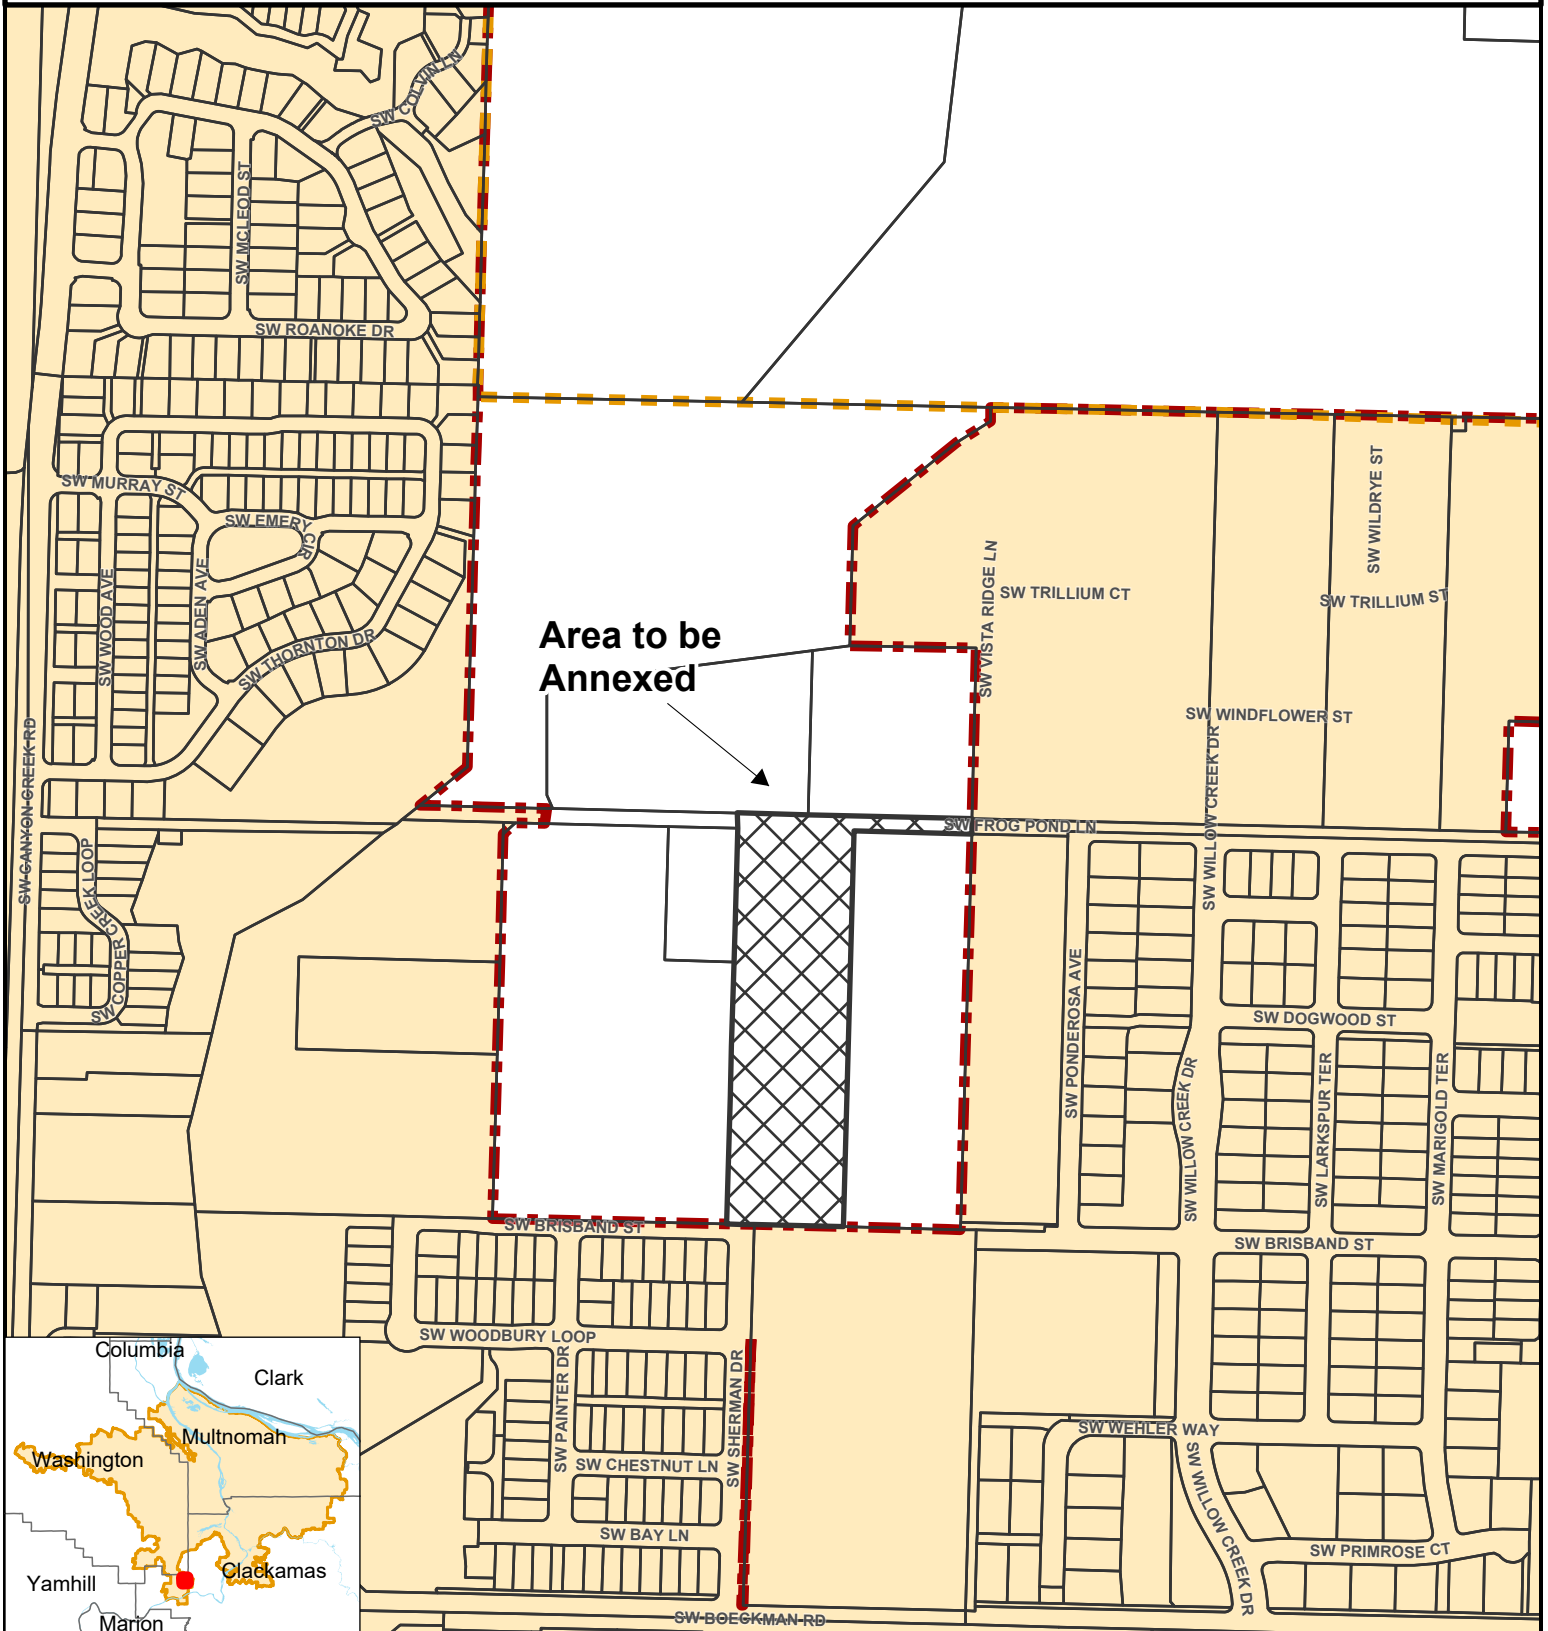 SW COLVIN LN
SW MCLEOD ST
SW ROANOKE DR
SW MURRAY ST
SW EMERY
CIR
SW WOOD AVE
SW ADEN AVE
SW THORNTON DR
SW CANYON CREEK RD
SW COPPER CREEK LOOP
Area to be
Annexed
SW VISTA RIDGE LN
SW TRILLIUM CT
SW WILDRYE ST
SW TRILLIUM ST
SW WINDFLOWER ST
SW WILLOW CREEK DR
SW FROG POND LN
SW PONDEROSA AVE
SW DOGWOOD ST
SW WILLOW CREEK DR
SW LARKSPUR TER
SW MARIGOLD TER
SW BRISBAND ST
SW BRISBAND ST
SW WOODBURY LOOP
SW PAINTER DR
SW SHERMAN DR
SW CHESTNUT LN
SW BAY LN
SW WEHLER WAY
SW WILLOW CREEK DR
SW PRIMROSE CT
SW BOECKMAN RD
Columbia
Clark
Multnomah
Washington
Yamhill
Clackamas
Marion